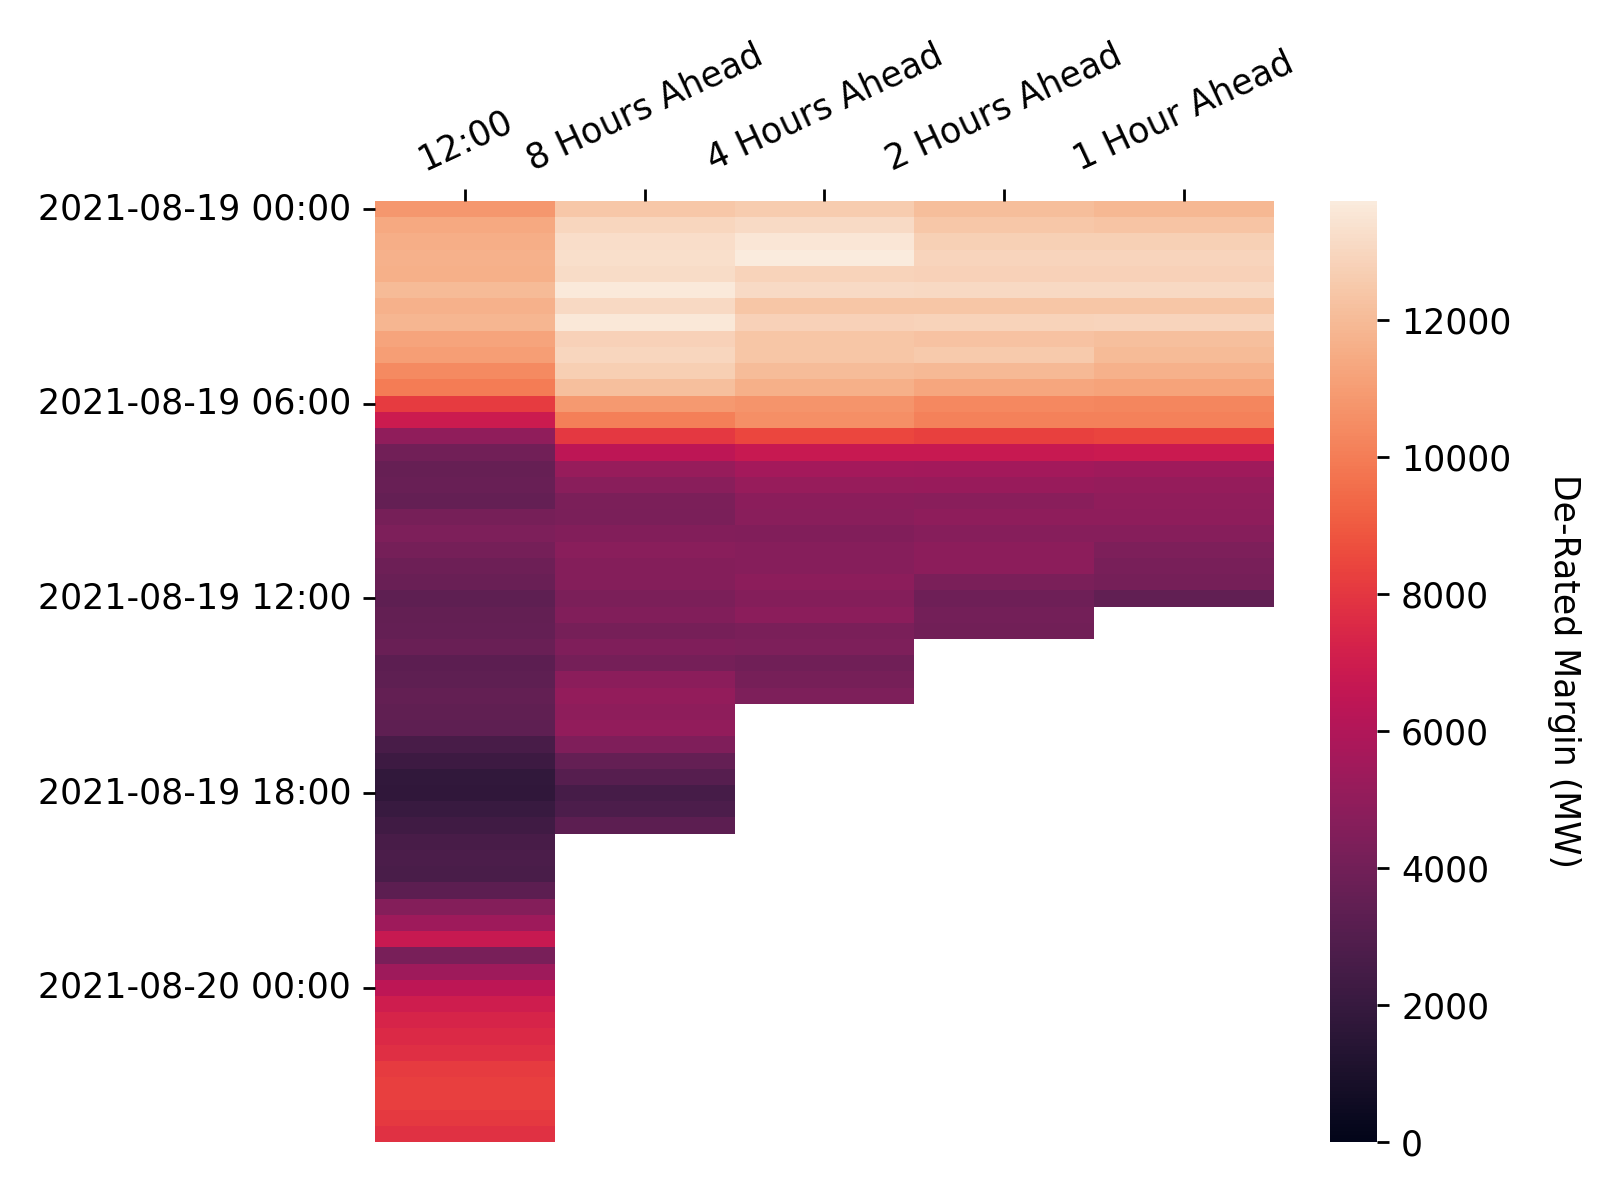 12:00
8 Hours Ahead
4 Hours Ahead
2 Hours Ahead
1 Hour Ahead
2021-08-19 00:00
2021-08-19 06:00
2021-08-19 12:00
2021-08-19 18:00
2021-08-20 00:00
12000
10000
8000
6000
4000
2000
0
De-Rated Margin (MW)